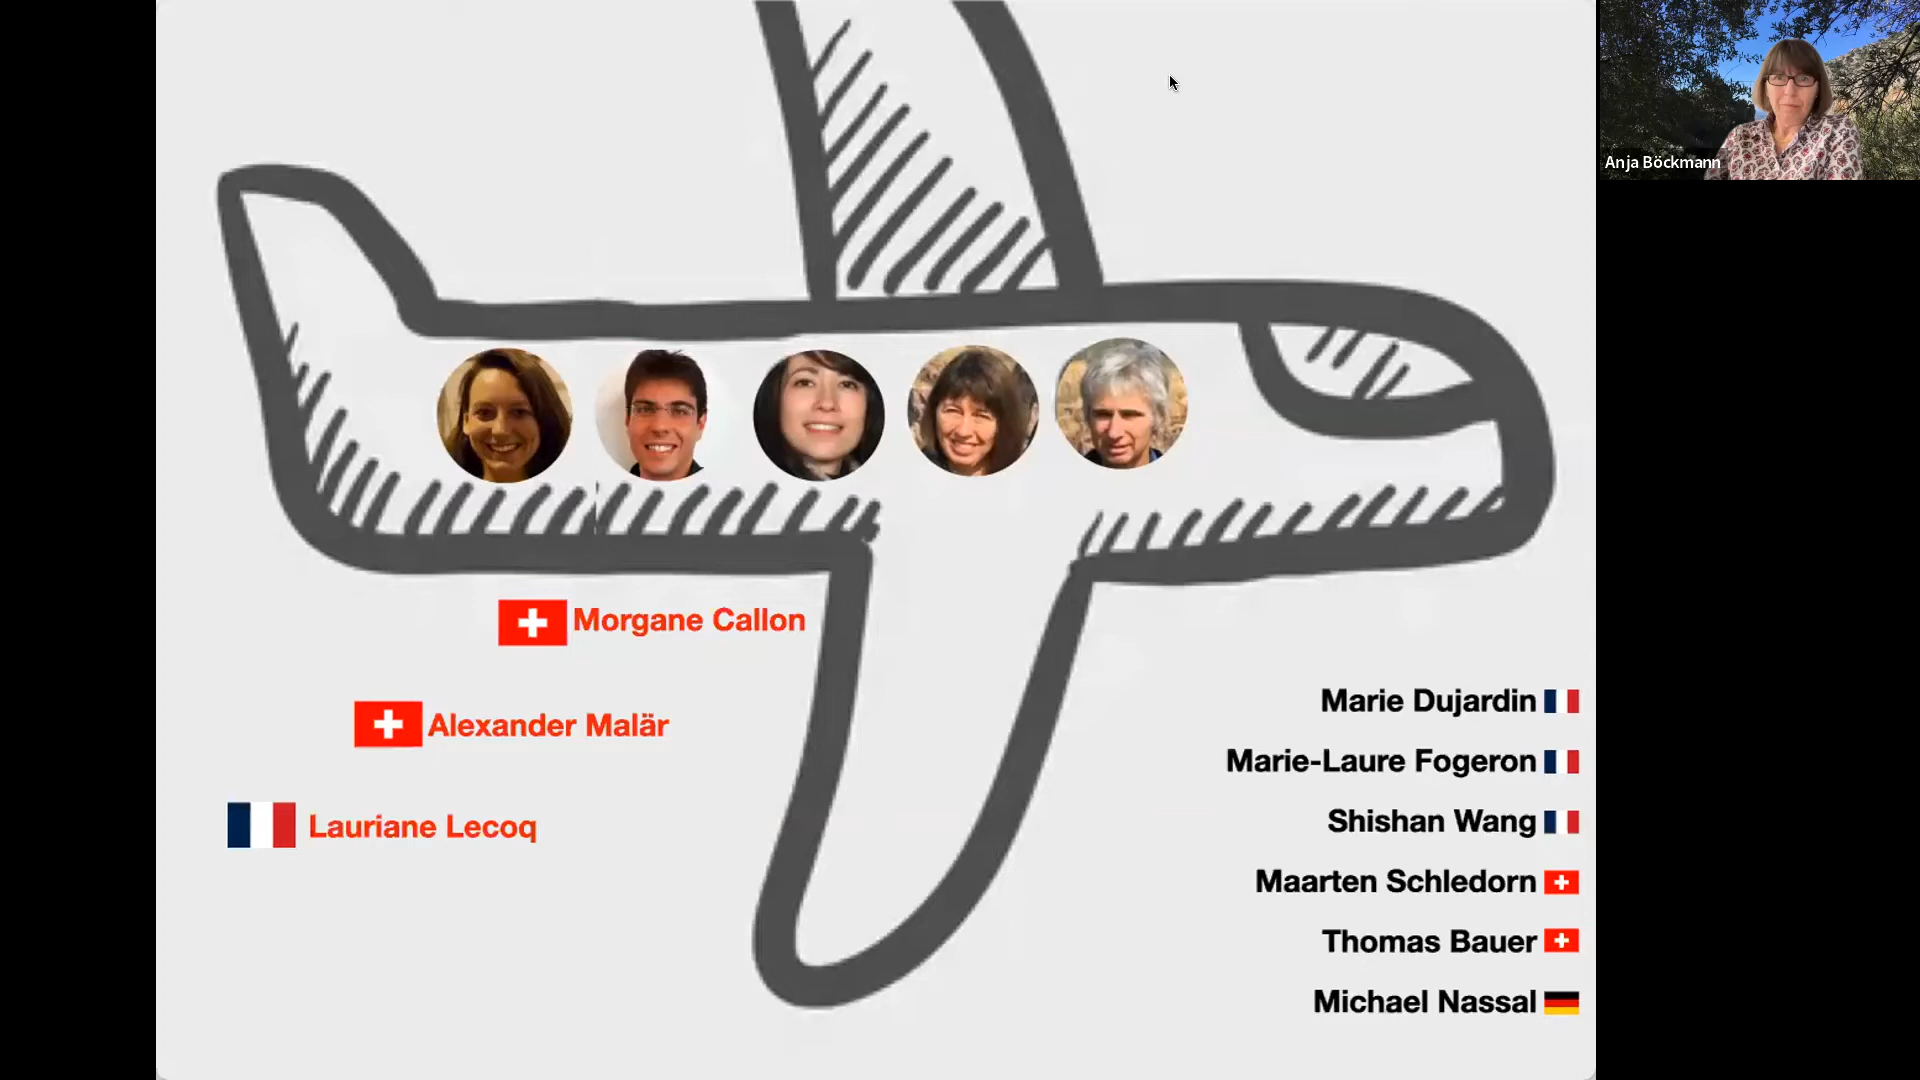 Anja Böckmann
Morgane Callon
Alexander Malär
Lauriane Lecoq
Marie Dujardin
Marie-Laure Fogeron
Shishan Wang
Maarten Schledorn
Thomas Bauer
Michael Nassal